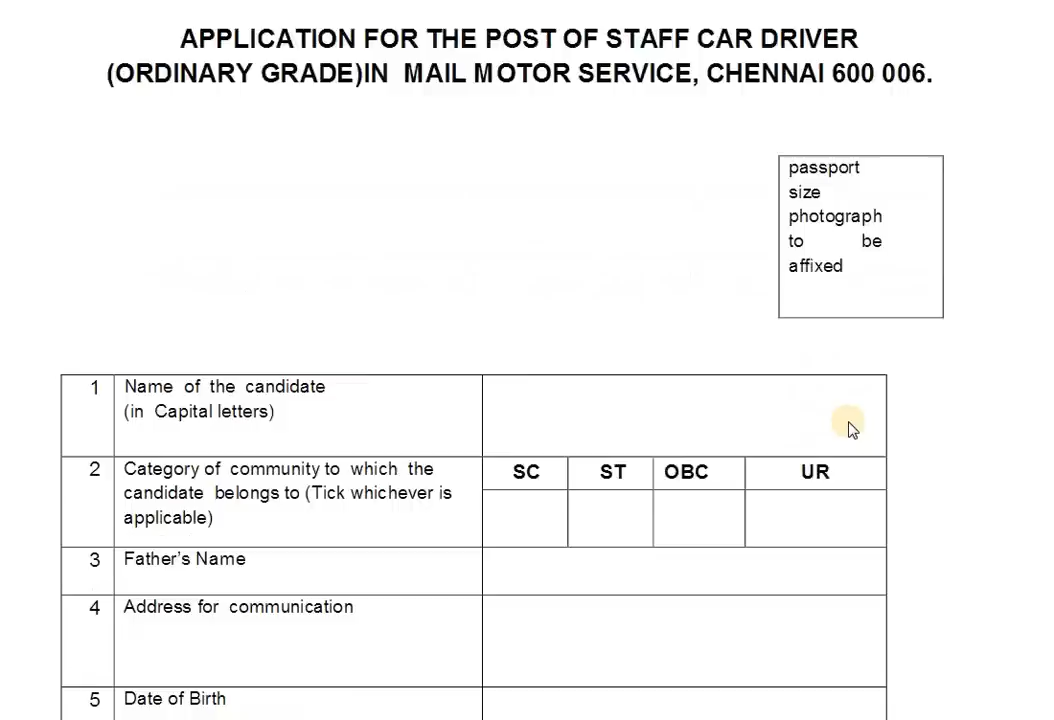 APPLICATION FOR THE POST OF STAFF CAR DRIVER
(ORDINARY GRADE)IN MAIL MOTOR SERVICE, CHENNAI 600 006.
passport
size
photograph
to be
affixed
1 Name of the candidate
(in Capital letters)
2 Category of community to which the SC ST OBC UR
candidate belongs to (Tick whichever is
applicable)
3 Father's Name
4 Address for communication
5 Date of Birth